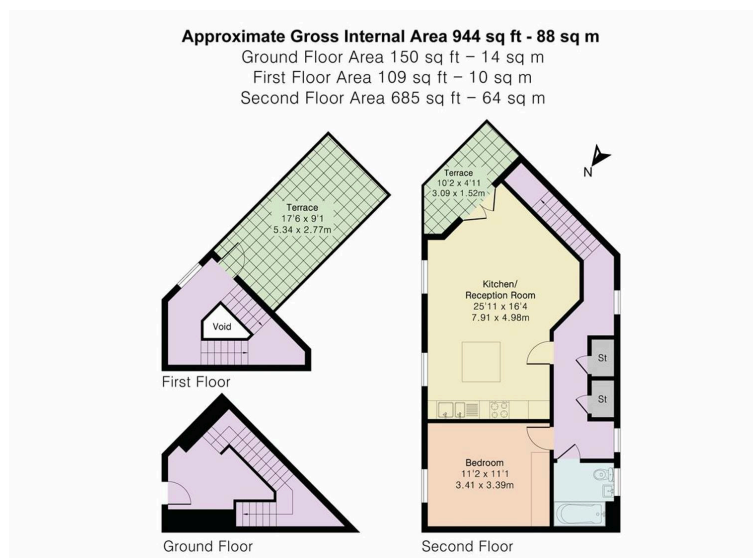 Approximate Gross Internal Area 944 sq ft - 88 sq m
Ground Floor Area 150 sq ft – 14 sq m
First Floor Area 109 sq ft – 10 sq m
Second Floor Area 685 sq ft – 64 sq m
Terrace
17'6 x 9'1
5.34 x 2.77m
Void
First Floor
Ground Floor
Terrace
10'2 x 4'11
3.09 x 1.52m
N
Kitchen/
Reception Room
25'11 x 16'4
7.91 x 4.98m
St
St
Bedroom
11'2 x 11'1
3.41 x 3.39m
Second Floor